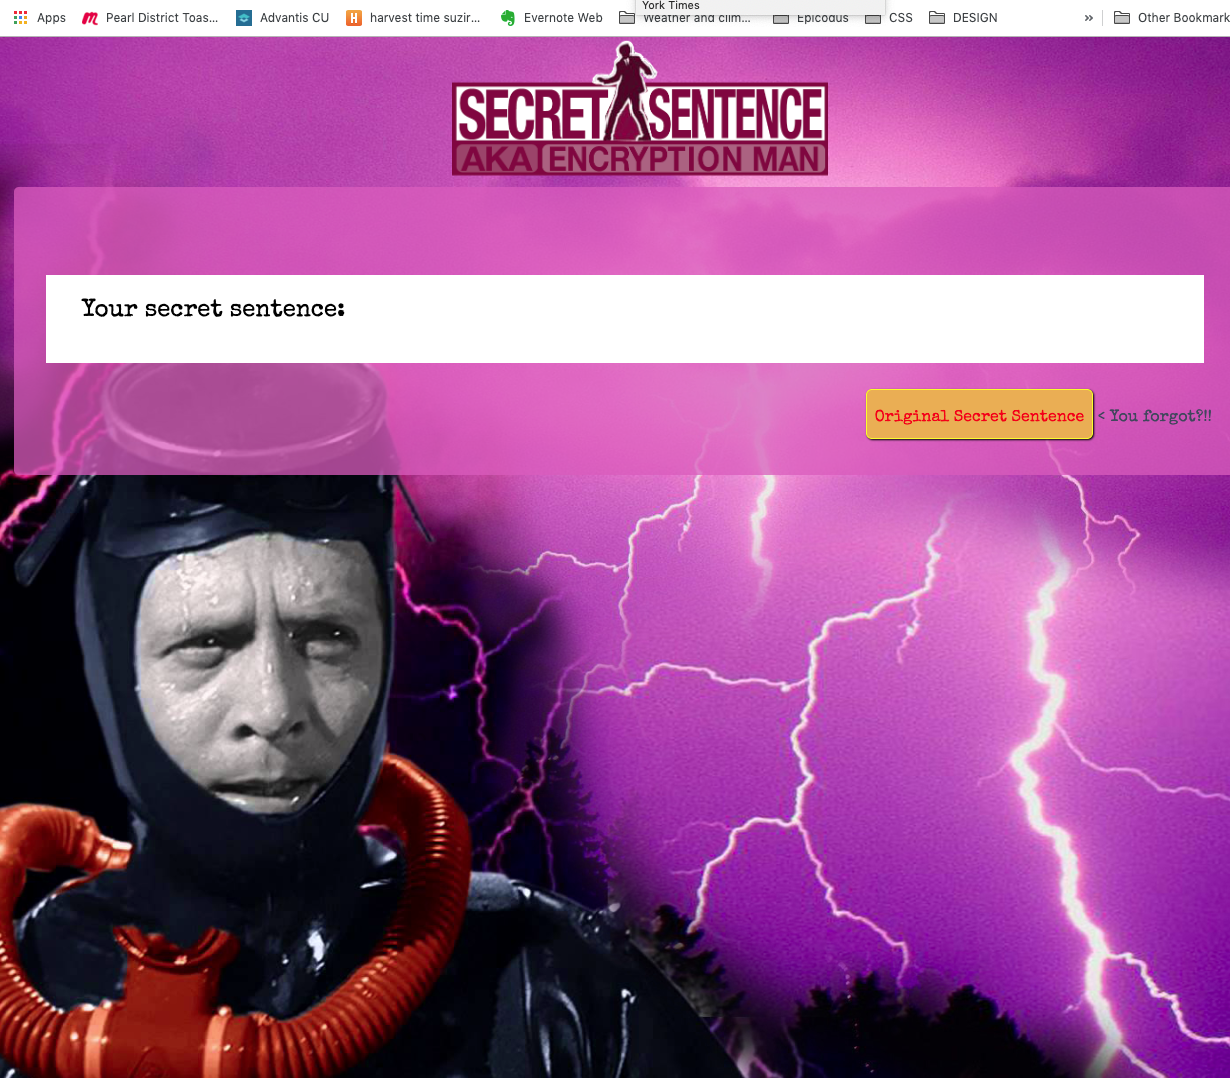 York Times
Apps Pearl District Toas... Advantis CU harvest time suzir... Evernote Web Weather and clim... Epicodus CSS DESIGN » Other Bookmark
SECRET SENTENCE
AKA ENCRYPTION MAN
Your secret sentence:
Original Secret Sentence < You forgot?!!